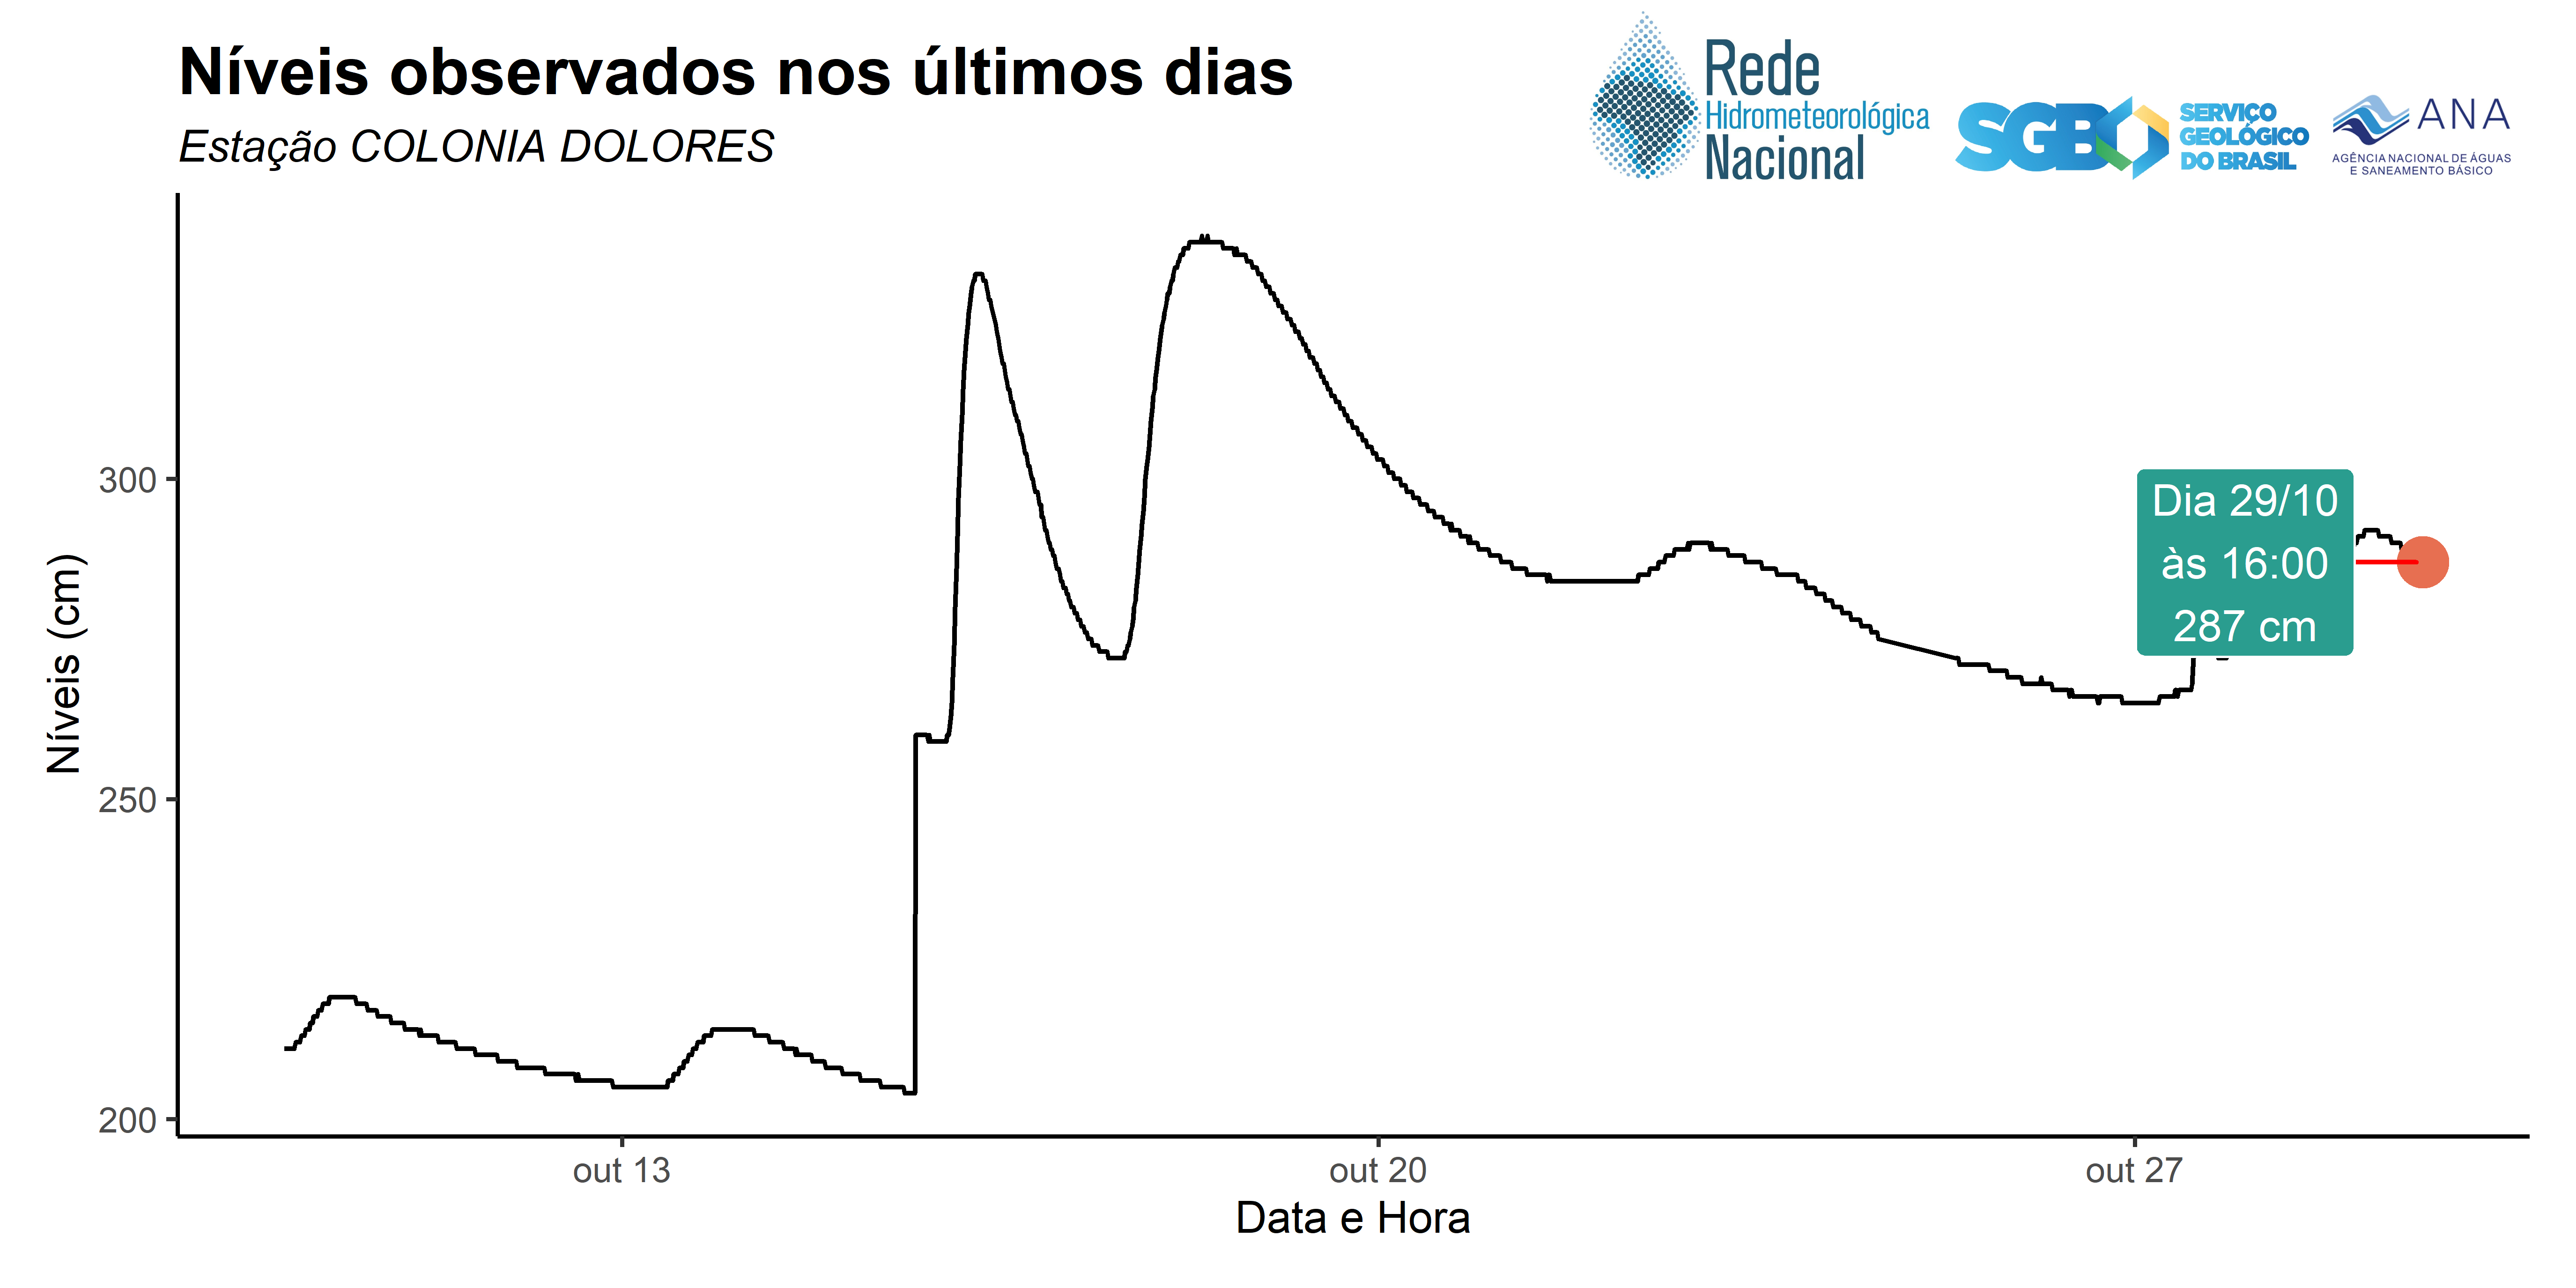 Níveis observados nos últimos dias
Estação COLONIA DOLORES
Rede
Hidrometeorológica
Nacional
SGB
SERVIÇO
GEOLÓGICO
DO BRASIL
ANA
AGÊNCIA NACIONAL DE ÁGUAS
E SANEAMENTO BÁSICO
Níveis (cm)
300
250
200
Dia 29/10
às 16:00
287 cm
out 13
out 20
out 27
Data e Hora